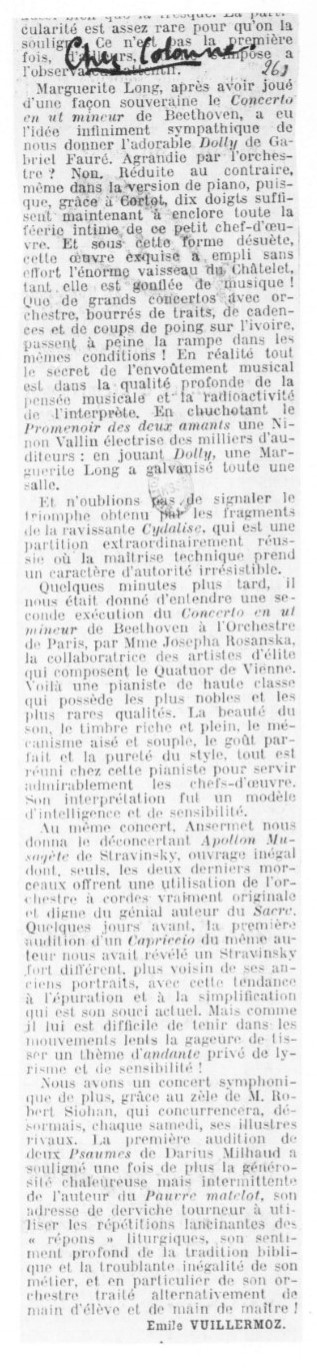 aussi bien que la fresque. La parti-
cularité est assez rare pour qu'on la
souligne. Ce n'est pas la première
fois, d'ailleurs, s'impose a
l'observateur attentif.
Chez Colonne
269
Marguerite Long, après avoir joué
d'une façon souveraine le Concerto
en ut mineur de Beethoven, a eu
l'idée infiniment sympathique de
nous donner l'adorable Dolly de Ga-
briel Fauré. Agrandie par l'orches-
tre ? Non. Réduite au contraire,
même dans la version de piano, puis-
que, grâce à Cortot, dix doigts suffi-
sent maintenant à enclore toute la
féerie intime de ce petit chef-d'œu-
vre. Et sous cette forme désuète,
cette œuvre exquise a empli sans
effort l'énorme vaisseau du Châtelet,
tant elle est gonflée de musique !
Que de grands concertos avec or-
chestre, bourrés de traits, de caden-
ces et de coups de poing sur l'ivoire,
passent à peine la rampe dans les
mêmes conditions ! En réalité tout
le secret de l'envoûtement musical
est dans la qualité profonde de la
pensée musicale et la radioactivité
de l'interprète. En chuchotant le
Promenoir des deux amants une Ni-
non Vallin électrise des milliers d'au-
diteurs : en jouant Dolly, une Mar-
guerite Long a galvanisé toute une
salle.
Et n'oublions pas de signaler le
triomphe obtenu par les fragments
de la ravissante Cydalise, qui est une
partition extraordinairement réus-
sie où la maîtrise technique prend
un caractère d'autorité irrésistible.
Quelques minutes plus tard, il
nous était donné d'entendre une se-
conde exécution du Concerto en ut
mineur de Beethoven à l'Orchestre
de Paris, par Mme Josepha Rosanska,
la collaboratrice des artistes d'élite
qui composent le Quatuor de Vienne.
Voilà une pianiste de haute classe
qui possède les plus nobles et les
plus rares qualités. La beauté du
son, le timbre riche et plein, le mé-
canisme aisé et souple, le goût par-
fait et la pureté du style, tout est
réuni chez cette pianiste pour servir
admirablement les chefs-d'œuvre.
Son interprétation fut un modèle
d'intelligence et de sensibilité.
Au même concert, Ansermet nous
donna le déconcertant Apollon Mu-
sagète de Stravinsky, ouvrage inégal
dont, seuls, les deux derniers mor-
ceaux offrent une utilisation de l'or-
chestre à cordes vraiment originale
et digne du génial auteur du Sacre.
Quelques jours avant, la première
audition d'un Capriccio du même au-
teur nous avait révélé un Stravinsky
fort différent, plus voisin de ses an-
ciens portraits, avec cette tendance
à l'épuration et à la simplification
qui est son souci actuel. Mais comme
il lui est difficile de tenir dans les
mouvements lents la gageure de tis-
ser un thème d'andante privé de ly-
risme et de sensibilité !
Nous avons un concert symphoni-
que de plus, grâce au zèle de M. Ro-
bert Siohan, qui concurrencera, dé-
sormais, chaque samedi, ses illustres
rivaux. La première audition de
deux Psaumes de Darius Milhaud a
souligné une fois de plus la généro-
sité chaleureuse mais intermittente
de l'auteur du Pauvre matelot, son
adresse de derviche tourneur à uti-
liser les répétitions lancinantes des
« répons » liturgiques, son senti-
ment profond de la tradition bibli-
que et la troublante inégalité de son
métier, et en particulier de son or-
chestre traité alternativement de
main d'élève et de main de maître !
Emile VUILLERMOZ.